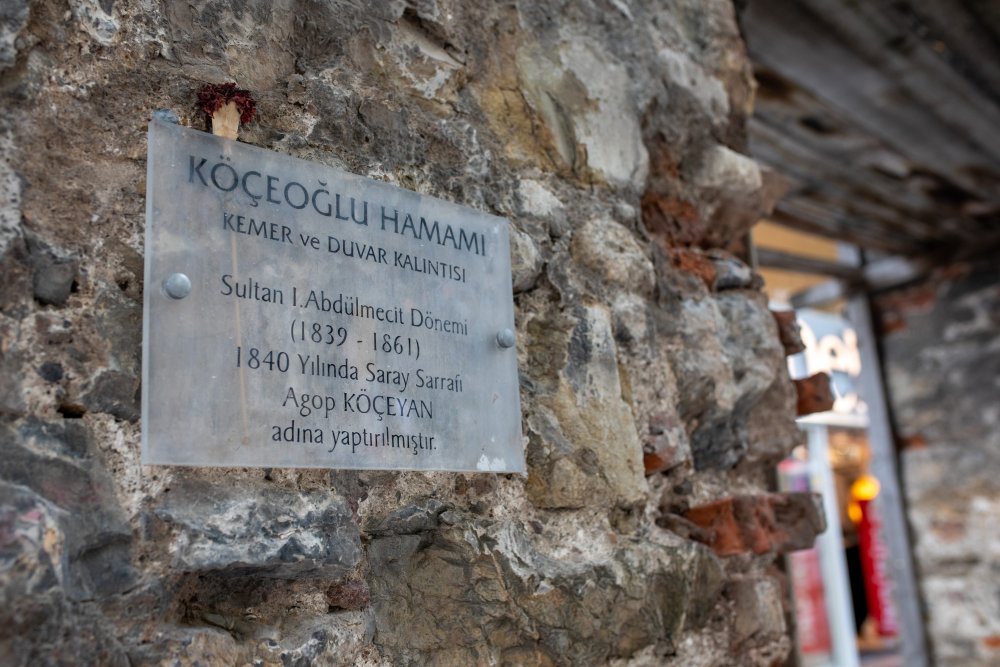 KÖÇEOĞLU HAMAMI
KEMER ve DUVAR KALINTISI
Sultan I.Abdülmecit Dönemi
(1839 - 1861)
1840 Yılında Saray Sarrafı
Agop KÖÇEYAN
adına yaptırılmıştır.